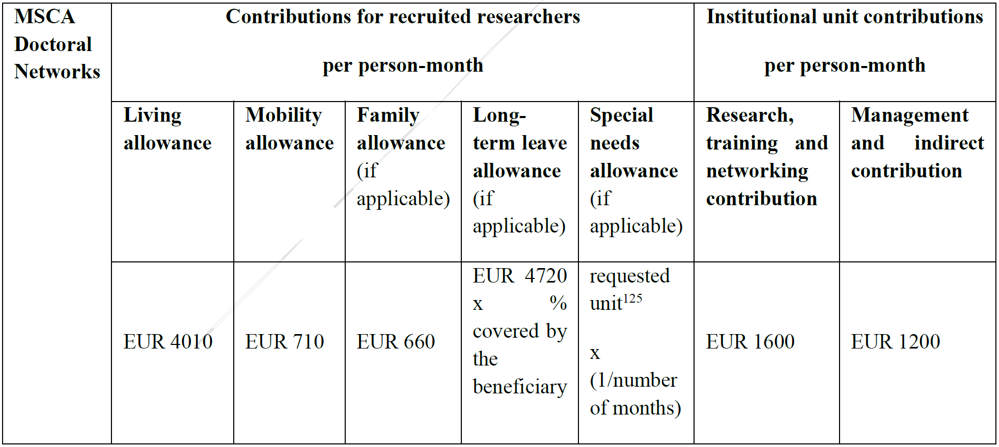 MSCA
Doctoral
Networks
Contributions for recruited researchers
per person-month
Institutional unit contributions
per person-month
Living
allowance
Mobility
allowance
Family
allowance
(if
applicable)
Long-
term leave
allowance
(if
applicable)
Special
needs
allowance
(if
applicable)
Research,
training and
networking
contribution
Management
and indirect
contribution
EUR 4010
EUR 710
EUR 660
EUR 4720
x %
covered by
the
beneficiary
requested
unit¹²⁵
x
(1/number
of months)
EUR 1600
EUR 1200